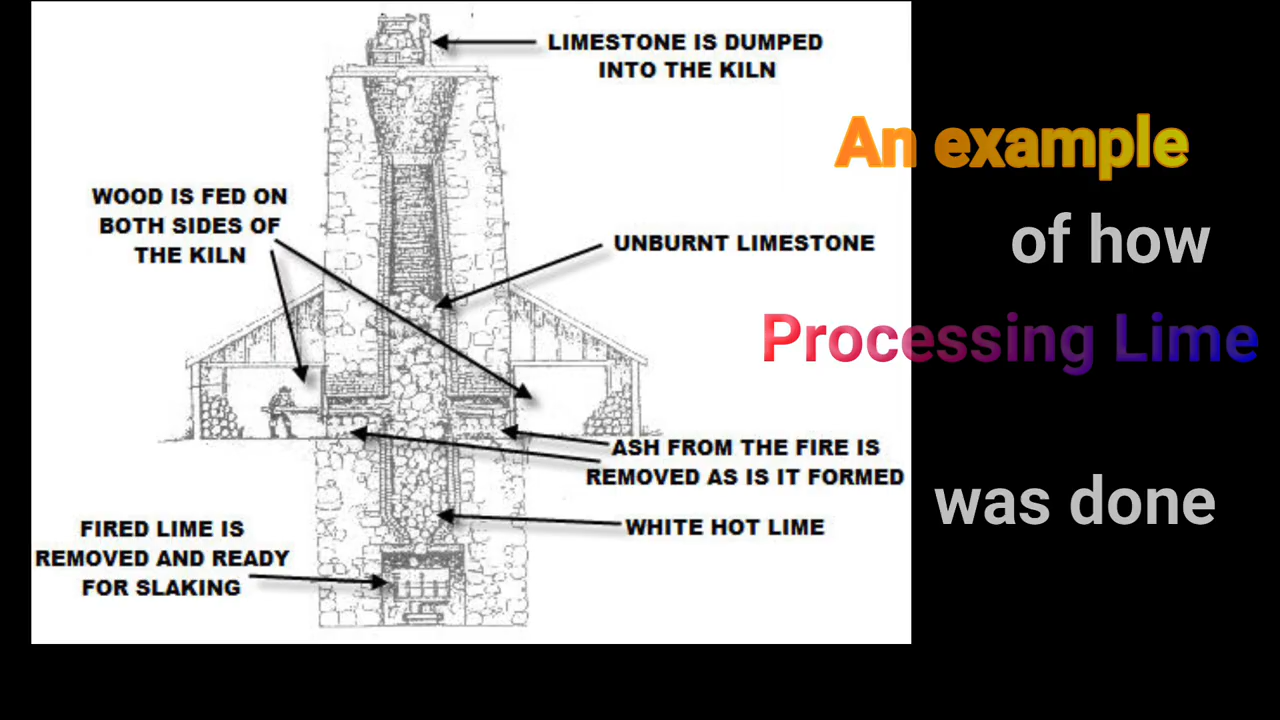 LIMESTONE IS DUMPED
INTO THE KILN
An example
WOOD IS FED ON
BOTH SIDES OF
THE KILN
of how
UNBURNT LIMESTONE
Processing Lime
ASH FROM THE FIRE IS
REMOVED AS IS IT FORMED
was done
WHITE HOT LIME
FIRED LIME IS
REMOVED AND READY
FOR SLAKING